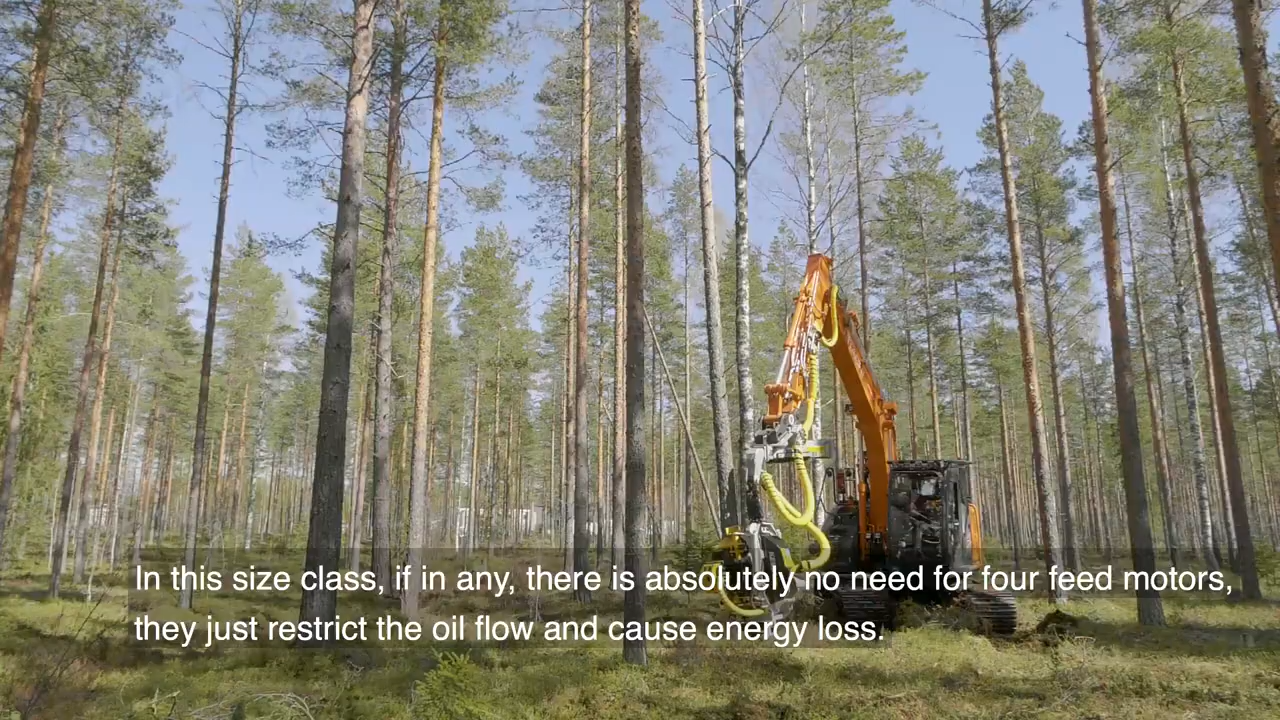 In this size class, if in any, there is absolutely no need for four feed motors,
they just restrict the oil flow and cause energy loss.